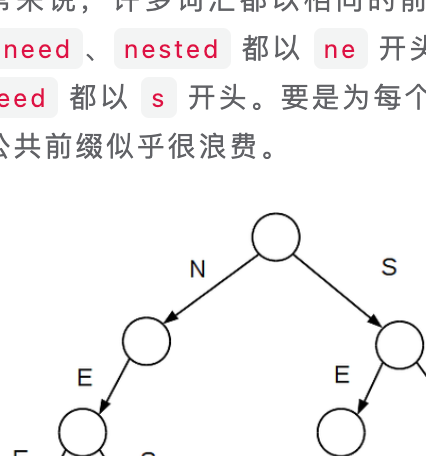 常来说，许多词汇都以相同的前
need 、 nested 都以 ne 开头
eed 都以 s 开头。要是为每个
公共前缀似乎很浪费。
N
S
E
E